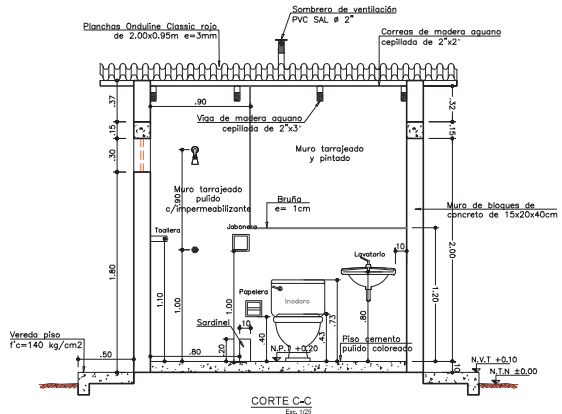 Sombrero de ventilación
PVC SAL ø 2"
Planchas Onduline Classic rojo
de 2.00x0.95m e=3mm
Correas de madera aguano
cepillada de 2"x2"
.37
.90
.32
.15
.15
Viga de madera aguano
cepillada de 2"x3"
Muro tarrajeado
y pintado
.30
Muro tarrajeado
pulido
c/impermeabilizante
.90
Bruña
e= 1cm
Muro de bloques de
concreto de 15x20x40cm
Toallera
Jabonera
Lavatorio
.10
2.00
1.80
1.10
1.00
1.00
Papelera
Inodoro
.10
.40
.43
.73
.80
1.20
Sardinel
.20
Vereda piso
f'c=140 kg/cm2
.50
.80
N.P.T +0.20
Piso cemento
pulido coloreado
.10
N.V.T +0.10
N.T.N ±0.00
CORTE C-C
Esc. 1/25